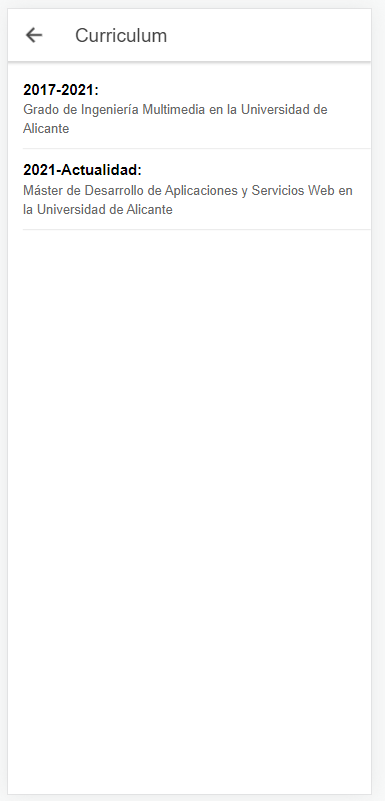 Curriculum
2017-2021:
Grado de Ingeniería Multimedia en la Universidad de
Alicante
2021-Actualidad:
Máster de Desarrollo de Aplicaciones y Servicios Web en
la Universidad de Alicante